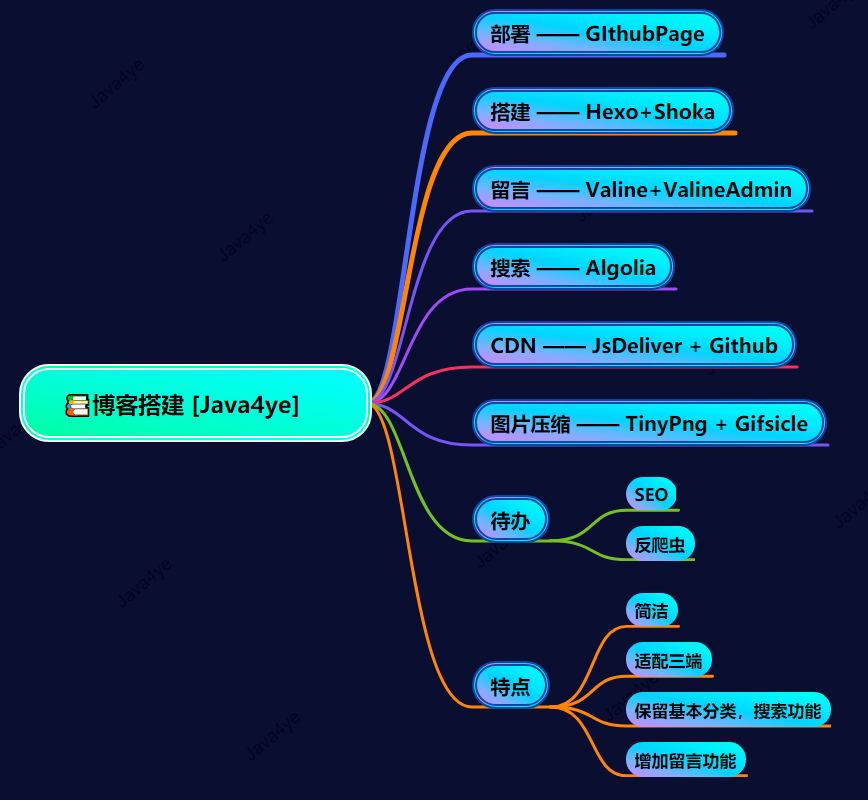 部署 —— GIthubPage
搭建 —— Hexo+Shoka
留言 —— Valine+ValineAdmin
搜索 —— Algolia
CDN —— JsDeliver + Github
📚博客搭建 [Java4ye]
图片压缩 —— TinyPng + Gifsicle
待办
SEO
反爬虫
特点
简洁
适配三端
保留基本分类，搜索功能
增加留言功能
Java4ye
Java4ye
Java4ye
Java4ye